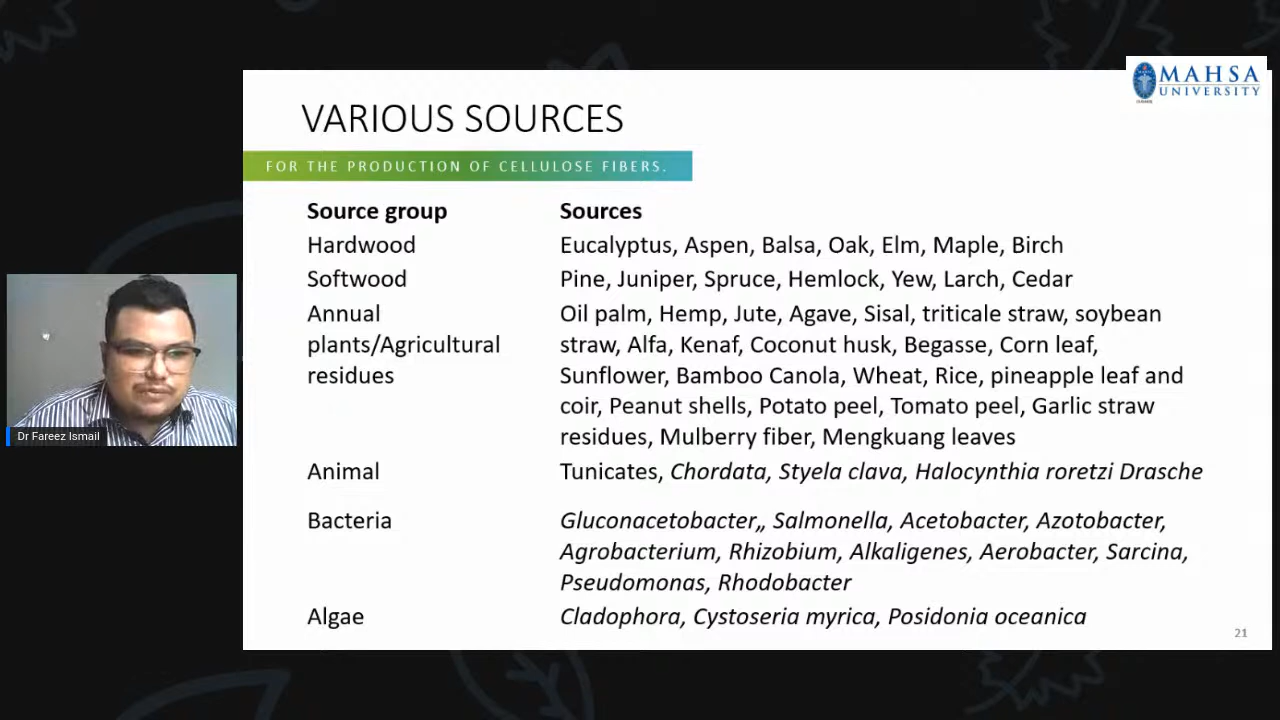 MAHSA
UNIVERSITY
VARIOUS SOURCES
FOR THE PRODUCTION OF CELLULOSE FIBERS.
Source group Sources
Hardwood Eucalyptus, Aspen, Balsa, Oak, Elm, Maple, Birch
Softwood Pine, Juniper, Spruce, Hemlock, Yew, Larch, Cedar
Annual Oil palm, Hemp, Jute, Agave, Sisal, triticale straw, soybean
plants/Agricultural straw, Alfa, Kenaf, Coconut husk, Begasse, Corn leaf,
residues Sunflower, Bamboo Canola, Wheat, Rice, pineapple leaf and
coir, Peanut shells, Potato peel, Tomato peel, Garlic straw
residues, Mulberry fiber, Mengkuang leaves
Animal Tunicates, Chordata, Styela clava, Halocynthia roretzi Drasche
Bacteria Gluconacetobacter,, Salmonella, Acetobacter, Azotobacter,
Agrobacterium, Rhizobium, Alkaligenes, Aerobacter, Sarcina,
Pseudomonas, Rhodobacter
Algae Cladophora, Cystoseria myrica, Posidonia oceanica
21
Dr Fareez Ismail